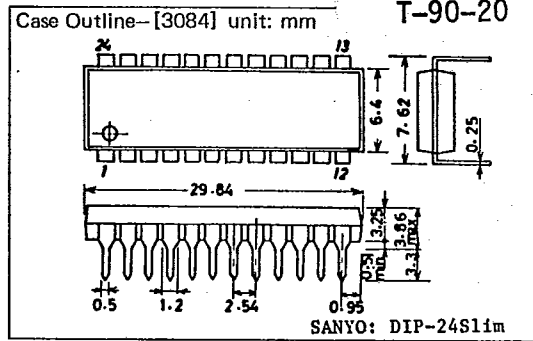 T-90-20
Case Outline-[3084] unit: mm
24 13
6.4
7.62
0.25
1 12
29.84
3.25
3.86 max
0.51 min
3.3
0.5 1.2 2.54 0.95
SANYO: DIP-24Slim